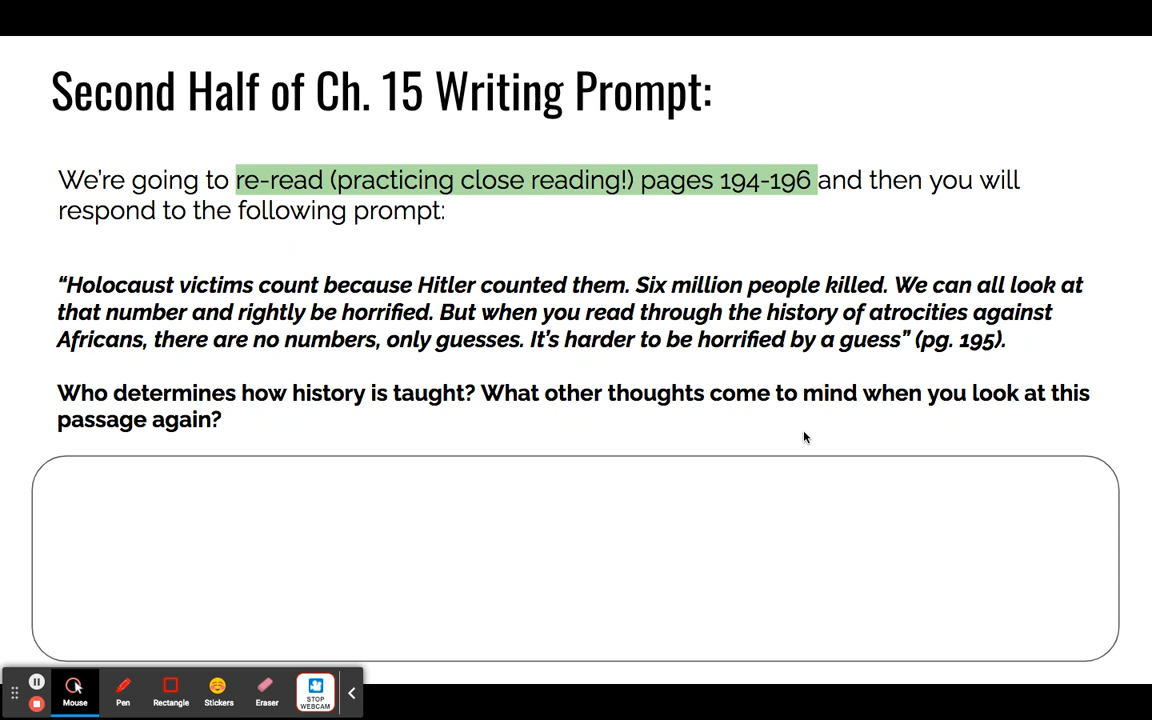 Second Half of Ch. 15 Writing Prompt:
We're going to re-read (practicing close reading!) pages 194-196 and then you will
respond to the following prompt:
“Holocaust victims count because Hitler counted them. Six million people killed. We can all look at
that number and rightly be horrified. But when you read through the history of atrocities against
Africans, there are no numbers, only guesses. It's harder to be horrified by a guess” (pg. 195).
Who determines how history is taught? What other thoughts come to mind when you look at this
passage again?
Mouse Pen Rectangle Stickers Eraser STOP
WEBCAM